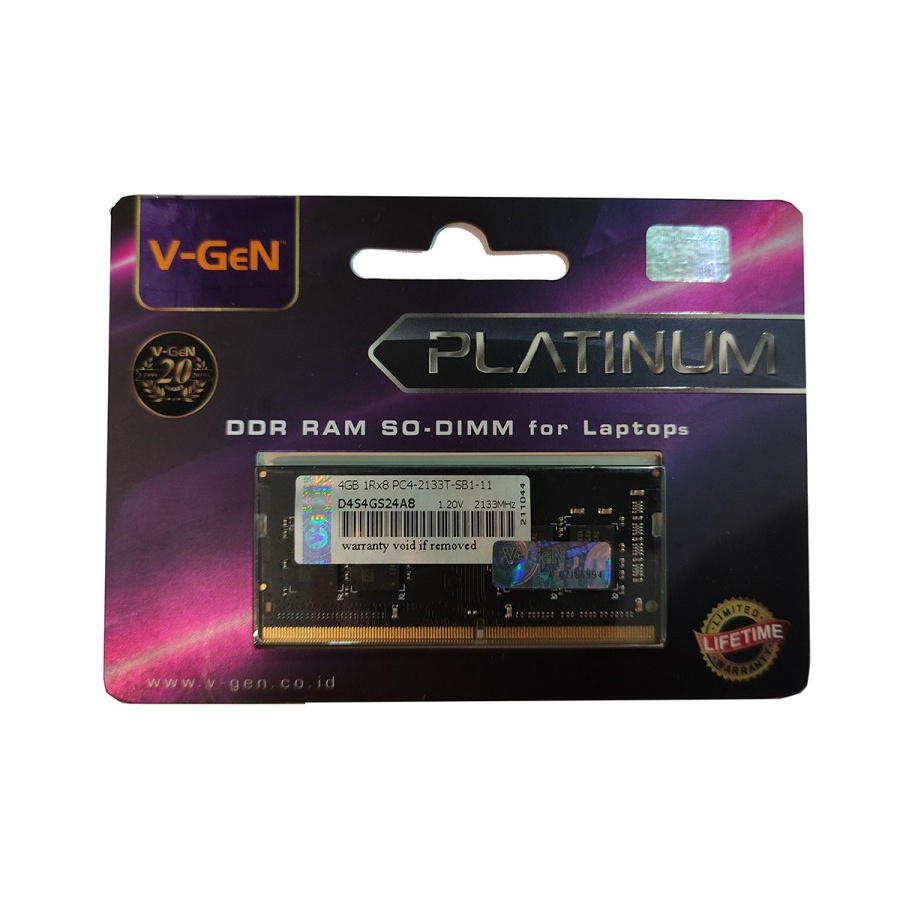 V-GeN™
PLATINUM
V-GeN
20
DDR RAM SO-DIMM for Laptops
4GB 1Rx8 PC4-2133T-SB1-11
D4S4GS24A8 1.20V 2133MHz
211044
warranty void if removed
V-GeN
LIMITED
LIFETIME
WARRANTY
www.v-gen.co.id